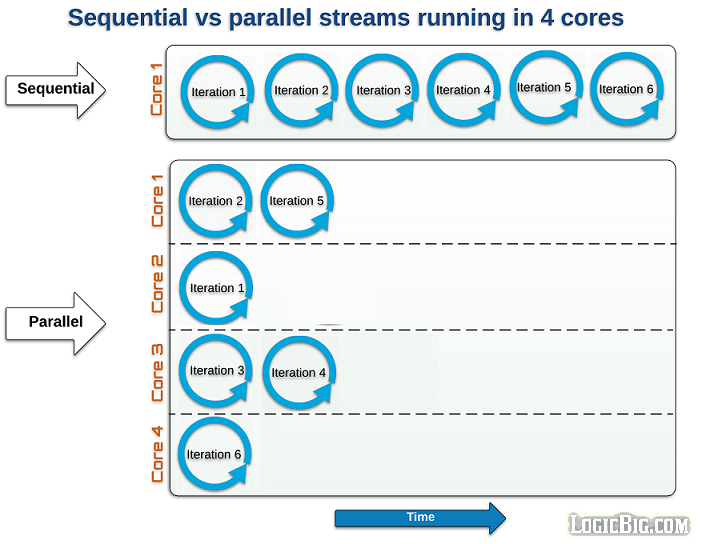 Sequential vs parallel streams running in 4 cores
Sequential
Core 1
Iteration 1 Iteration 2 Iteration 3 Iteration 4 Iteration 5 Iteration 6
Parallel
Core 1
Iteration 2 Iteration 5
Core 2
Iteration 1
Core 3
Iteration 3 Iteration 4
Core 4
Iteration 6
Time
LogicBig.com